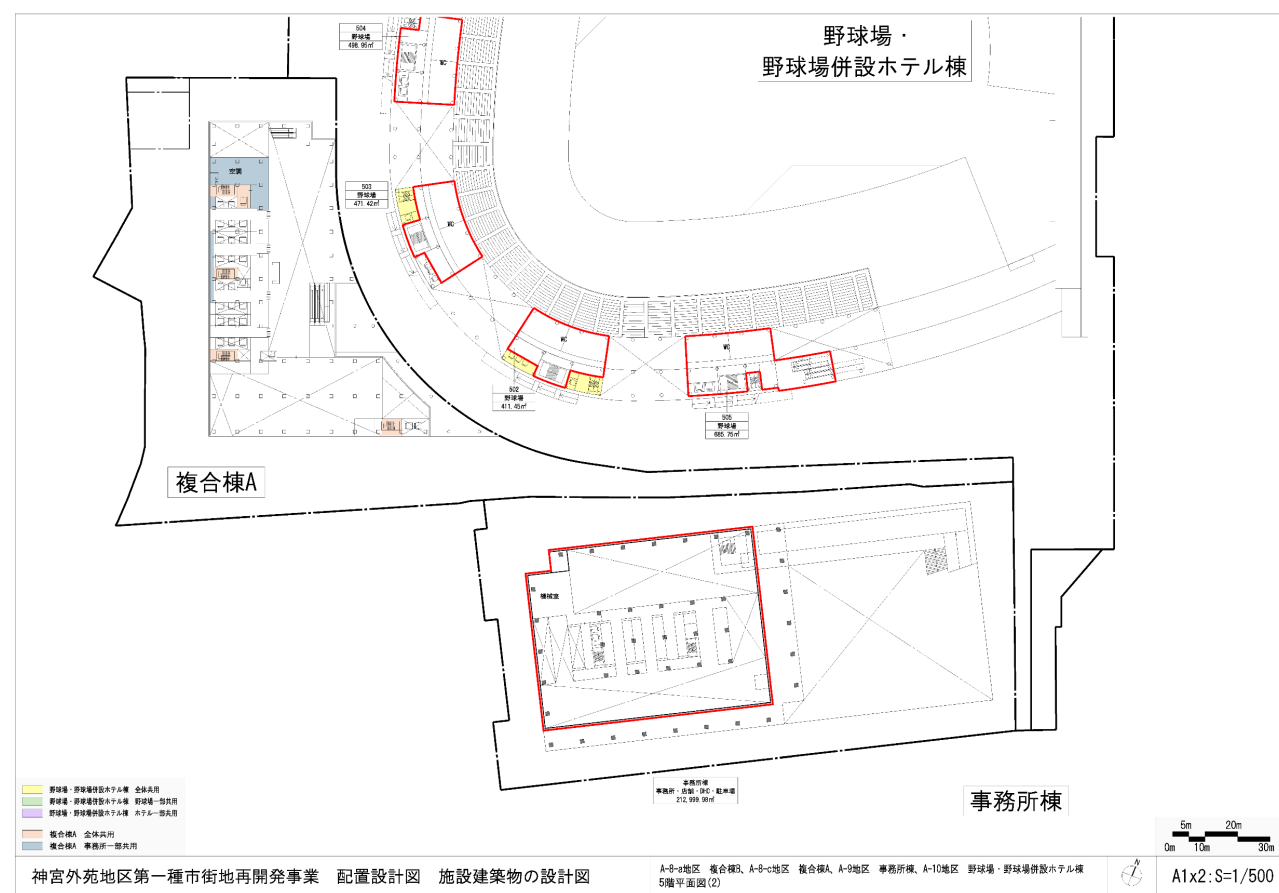 野球場・
野球場併設ホテル棟
504
野球場
498.95㎡
WC
空調
503
野球場
471.42㎡
WC
WC
502
野球場
411.45㎡
WC
505
野球場
685.75㎡
複合棟A
機械室
事務所棟
事務所・店舗・DHC・駐車場
212,999.98㎡
事務所棟
野球場・野球場併設ホテル棟 全体共用
野球場・野球場併設ホテル棟 野球場一部共用
野球場・野球場併設ホテル棟 ホテル一部共用
複合棟A 全体共用
複合棟A 事務所一部共用
5m 20m
0m 10m 30m
神宮外苑地区第一種市街地再開発事業 配置設計図 施設建築物の設計図
A-8-a地区 複合棟B、A-8-c地区 複合棟A、A-9地区 事務所棟、A-10地区 野球場・野球場併設ホテル棟
5階平面図(2)
N
A1x2:S=1/500